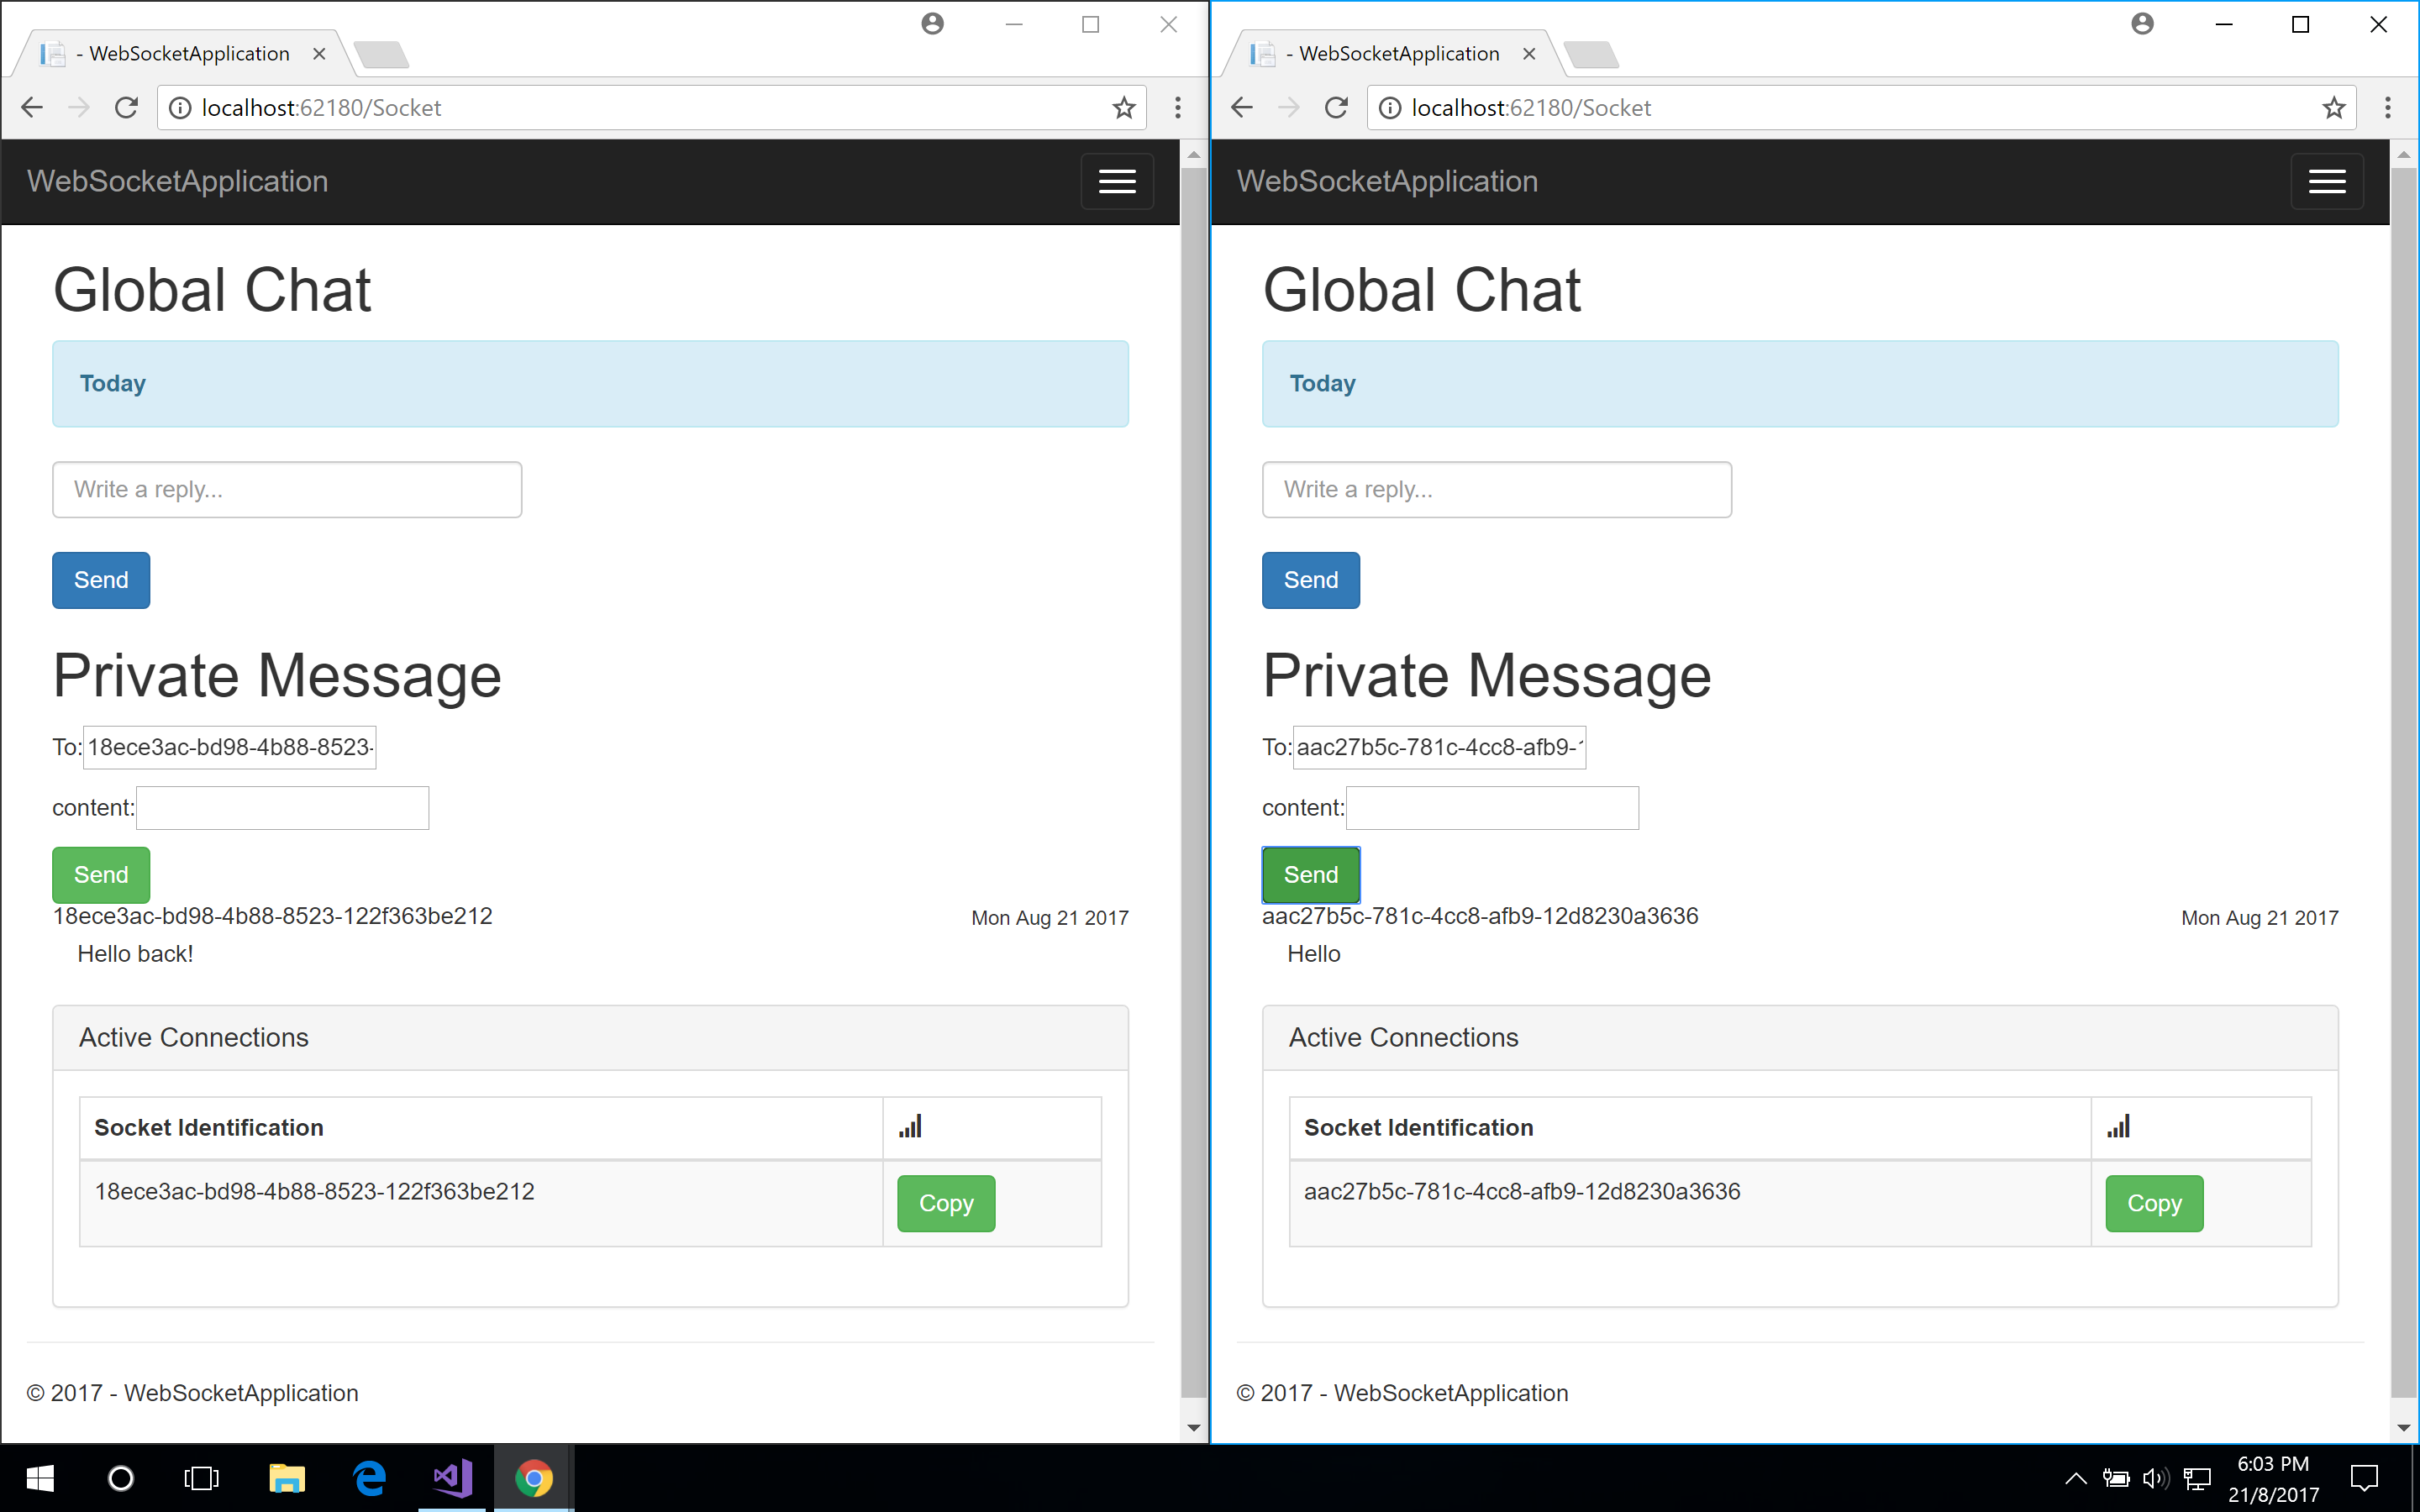 - WebSocketApplication
localhost:62180/Socket
WebSocketApplication
Global Chat
Today
Write a reply...
Send
Private Message
To: 18ece3ac-bd98-4b88-8523-
content:
Send
18ece3ac-bd98-4b88-8523-122f363be212 Mon Aug 21 2017
Hello back!
Active Connections
Socket Identification
18ece3ac-bd98-4b88-8523-122f363be212 Copy
© 2017 - WebSocketApplication
- WebSocketApplication
localhost:62180/Socket
WebSocketApplication
Global Chat
Today
Write a reply...
Send
Private Message
To: aac27b5c-781c-4cc8-afb9-
content:
Send
aac27b5c-781c-4cc8-afb9-12d8230a3636 Mon Aug 21 2017
Hello
Active Connections
Socket Identification
aac27b5c-781c-4cc8-afb9-12d8230a3636 Copy
© 2017 - WebSocketApplication
6:03 PM
21/8/2017